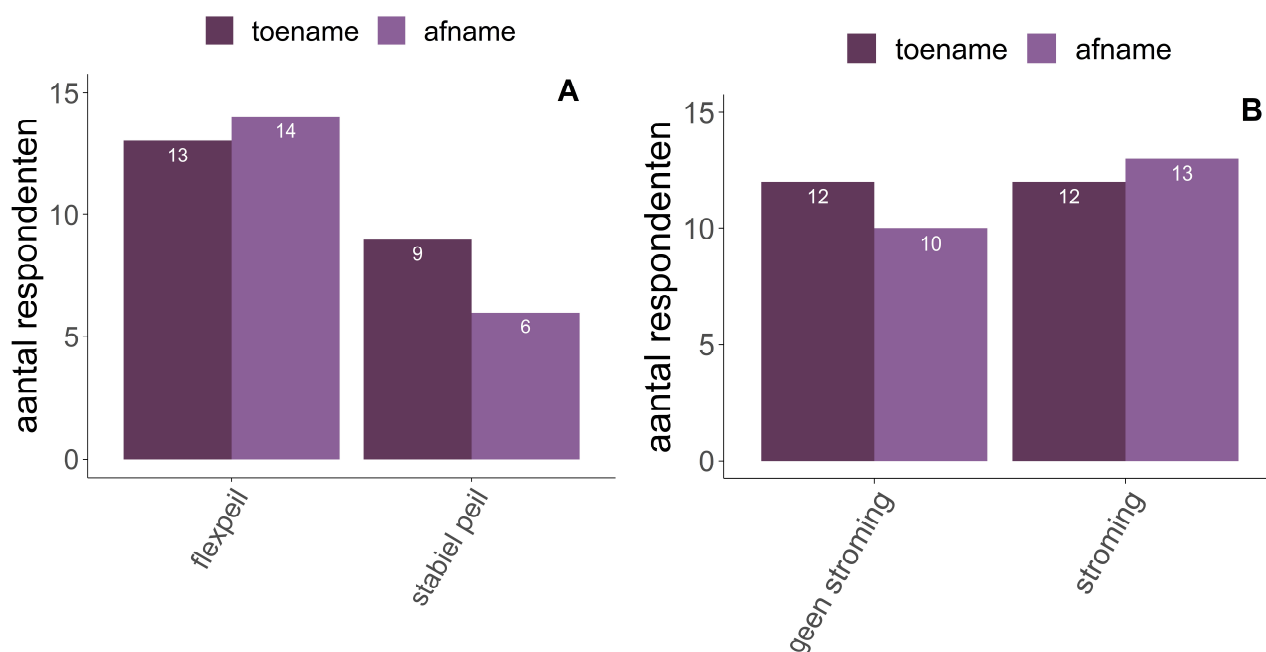 toename afname
A
15
10
5
0
aantal respondenten
13
14
9
6
flexpeil
stabiel peil
toename afname
B
15
10
5
0
aantal respondenten
12
10
12
13
geen stroming
stroming